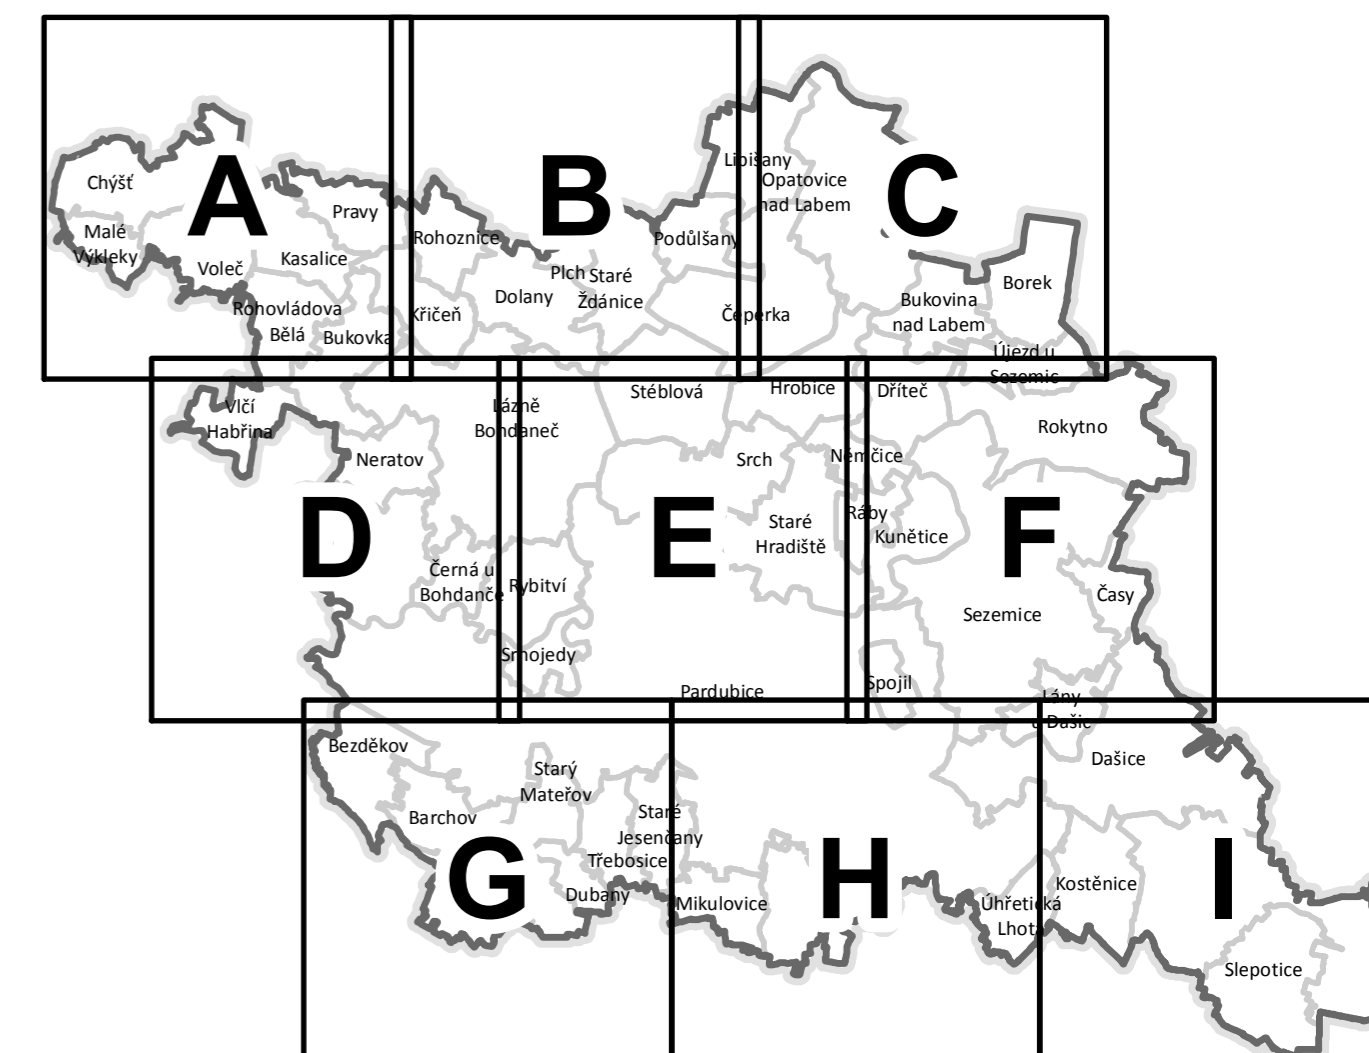 A
B
C
Chýšť
Malé
Výkleky
Pravy
Voleč
Kasalice
Rohovládova
Bělá
Bukovka
Rohoznice
Křičeň
Dolany
Plch
Staré
Ždánice
Podůlšany
Libišany
Opatovice
nad Labem
Čeperka
Bukovina
nad Labem
Borek
Újezd u
Sezemic
D
E
F
Vlčí
Habřina
Neratov
Lázně
Bohdaneč
Stéblová
Hrobice
Dříteč
Rokytno
Srch
Němčice
Ráby
Staré
Hradiště
Kunětice
Černá u
Bohdanče
Rybitví
Časy
Sezemice
Srnojedy
Pardubice
Spojil
Lány
u Dašic
G
H
I
Bezděkov
Starý
Mateřov
Barchov
Staré
Jesenčany
Třebosice
Dubany
Mikulovice
Dašice
Kostěnice
Úhřetická
Lhota
Slepotice